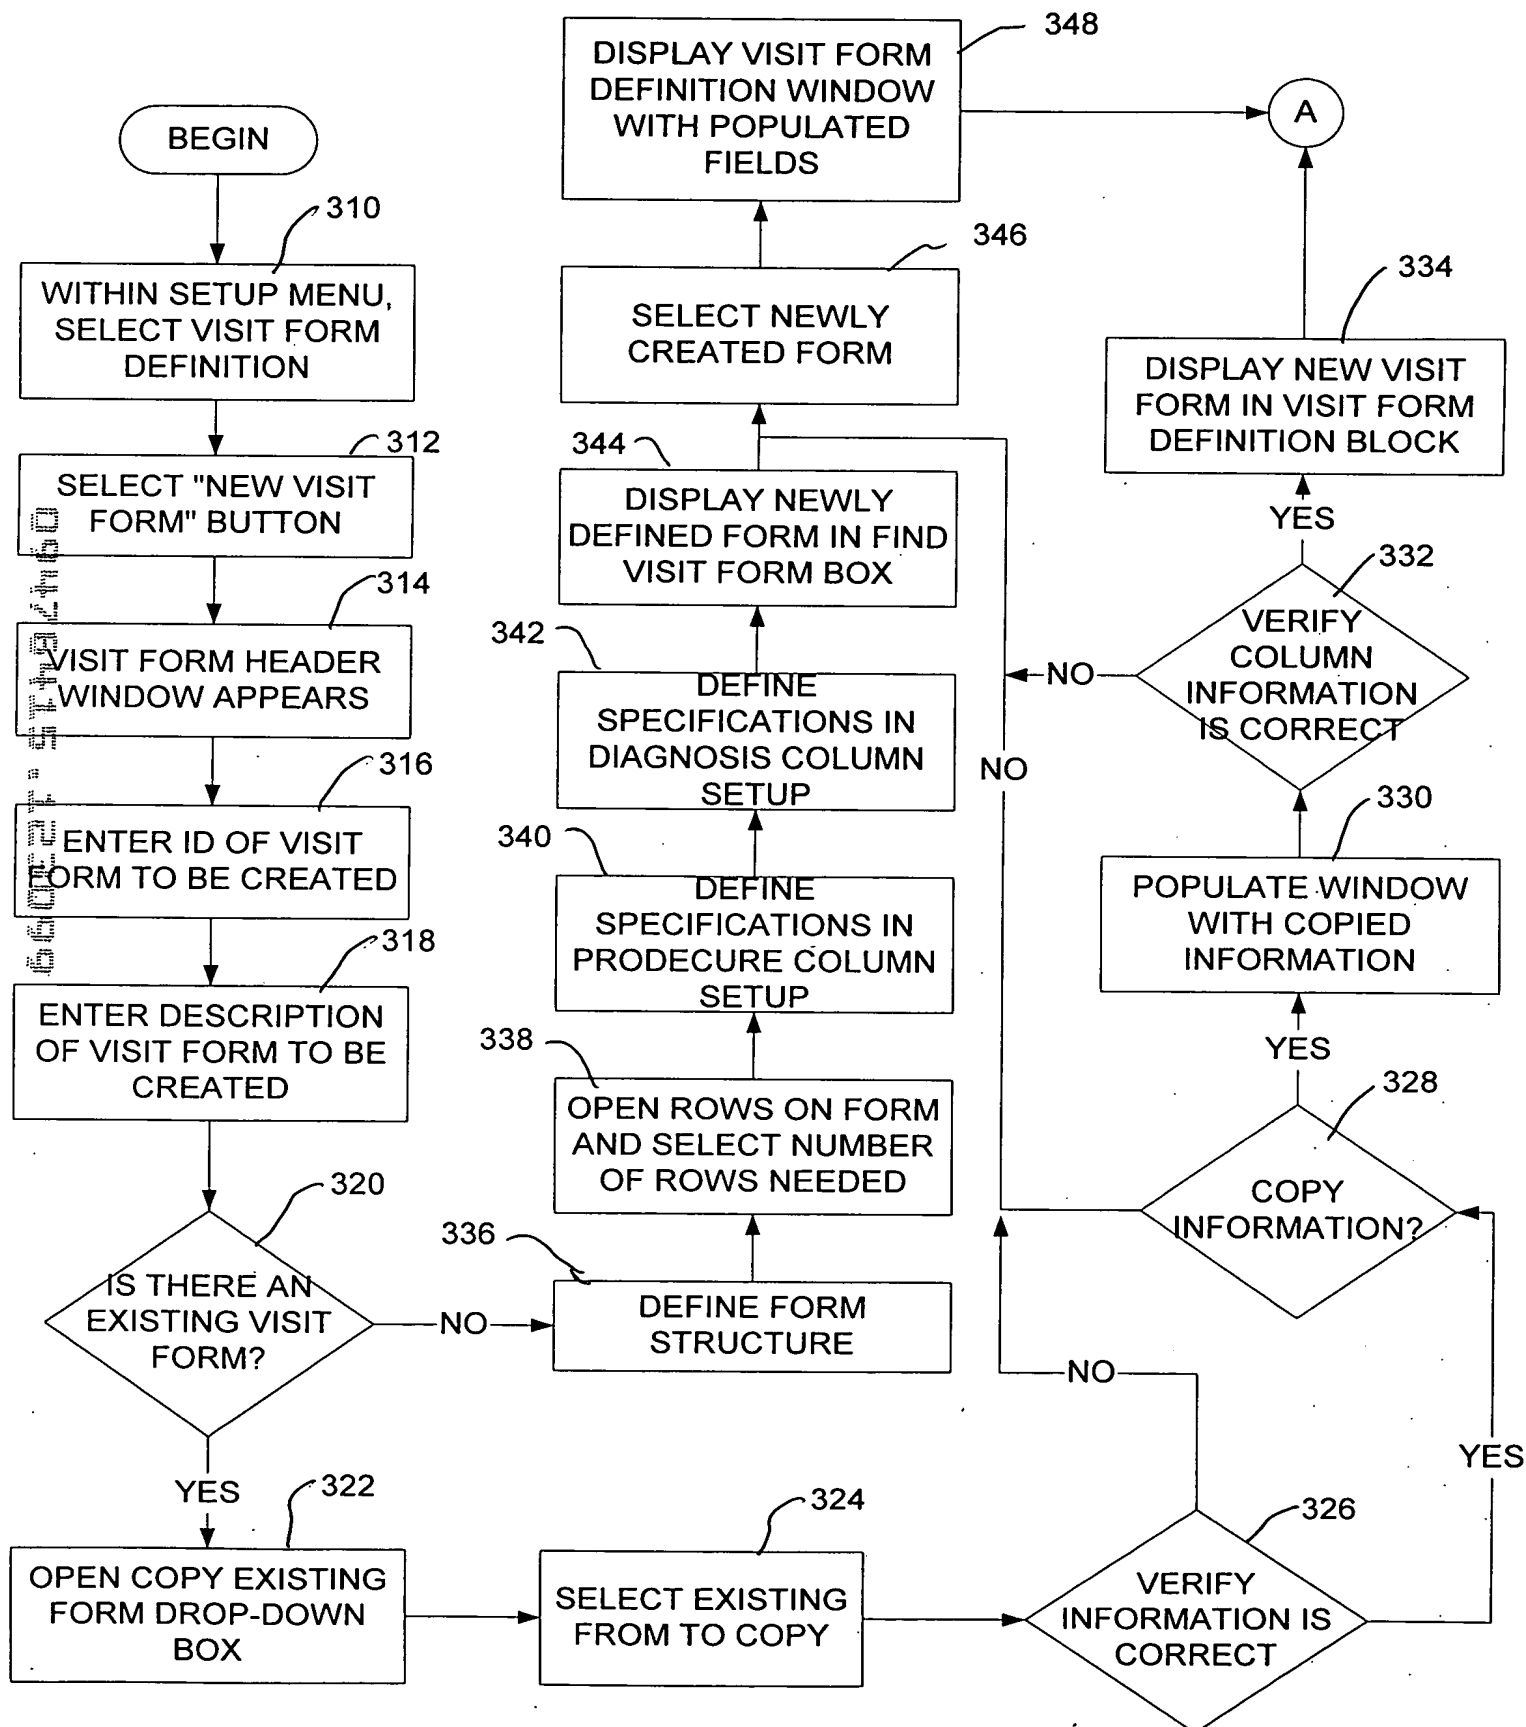 BEGIN
310
WITHIN SETUP MENU,
SELECT VISIT FORM
DEFINITION
312
SELECT "NEW VISIT
FORM" BUTTON
314
VISIT FORM HEADER
WINDOW APPEARS
316
ENTER ID OF VISIT
FORM TO BE CREATED
318
ENTER DESCRIPTION
OF VISIT FORM TO BE
CREATED
320
IS THERE AN
EXISTING VISIT
FORM?
NO
YES
322
OPEN COPY EXISTING
FORM DROP-DOWN
BOX
324
SELECT EXISTING
FROM TO COPY
326
VERIFY
INFORMATION IS
CORRECT
NO
YES
328
COPY
INFORMATION?
NO
YES
330
POPULATE WINDOW
WITH COPIED
INFORMATION
332
VERIFY
COLUMN
INFORMATION
IS CORRECT
NO
YES
334
DISPLAY NEW VISIT
FORM IN VISIT FORM
DEFINITION BLOCK
336
DEFINE FORM
STRUCTURE
338
OPEN ROWS ON FORM
AND SELECT NUMBER
OF ROWS NEEDED
340
DEFINE
SPECIFICATIONS IN
PRODECURE COLUMN
SETUP
342
DEFINE
SPECIFICATIONS IN
DIAGNOSIS COLUMN
SETUP
344
DISPLAY NEWLY
DEFINED FORM IN FIND
VISIT FORM BOX
346
SELECT NEWLY
CREATED FORM
348
DISPLAY VISIT FORM
DEFINITION WINDOW
WITH POPULATED
FIELDS
A